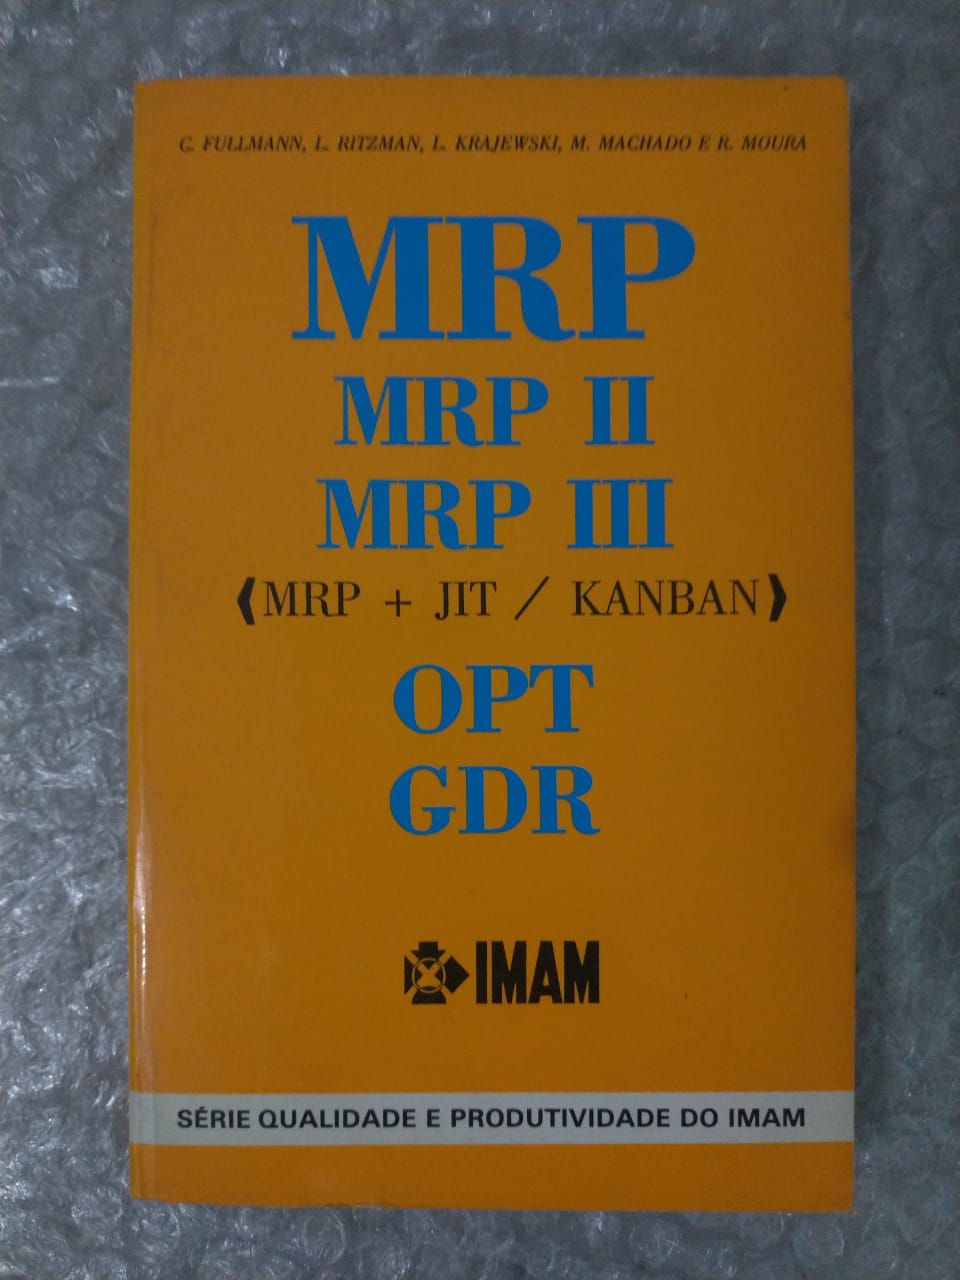 C. FULLMANN, L. RITZMAN, L. KRAJEWSKI, M. MACHADO E R. MOURA
MRP
MRP II
MRP III
(MRP + JIT / KANBAN)
OPT
GDR
IMAM
SÉRIE QUALIDADE E PRODUTIVIDADE DO IMAM